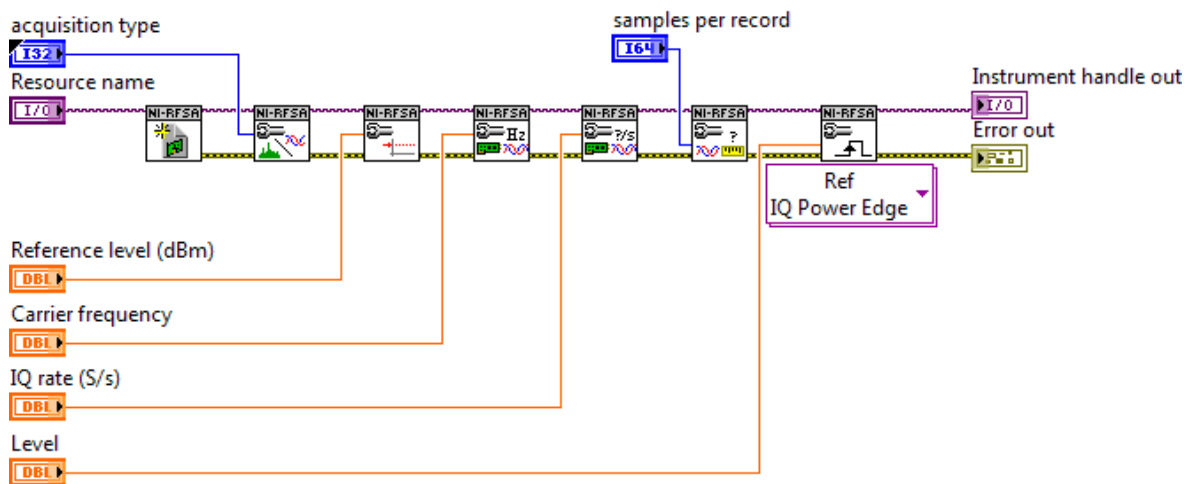 acquisition type
I32
samples per record
I64
Resource name
I/O
Instrument handle out
I/O
NI-RFSA
NI-RFSA
NI-RFSA
NI-RFSA
Hz
NI-RFSA
?/s
NI-RFSA
?
NI-RFSA
Error out
Ref
IQ Power Edge
Reference level (dBm)
DBL
Carrier frequency
DBL
IQ rate (S/s)
DBL
Level
DBL